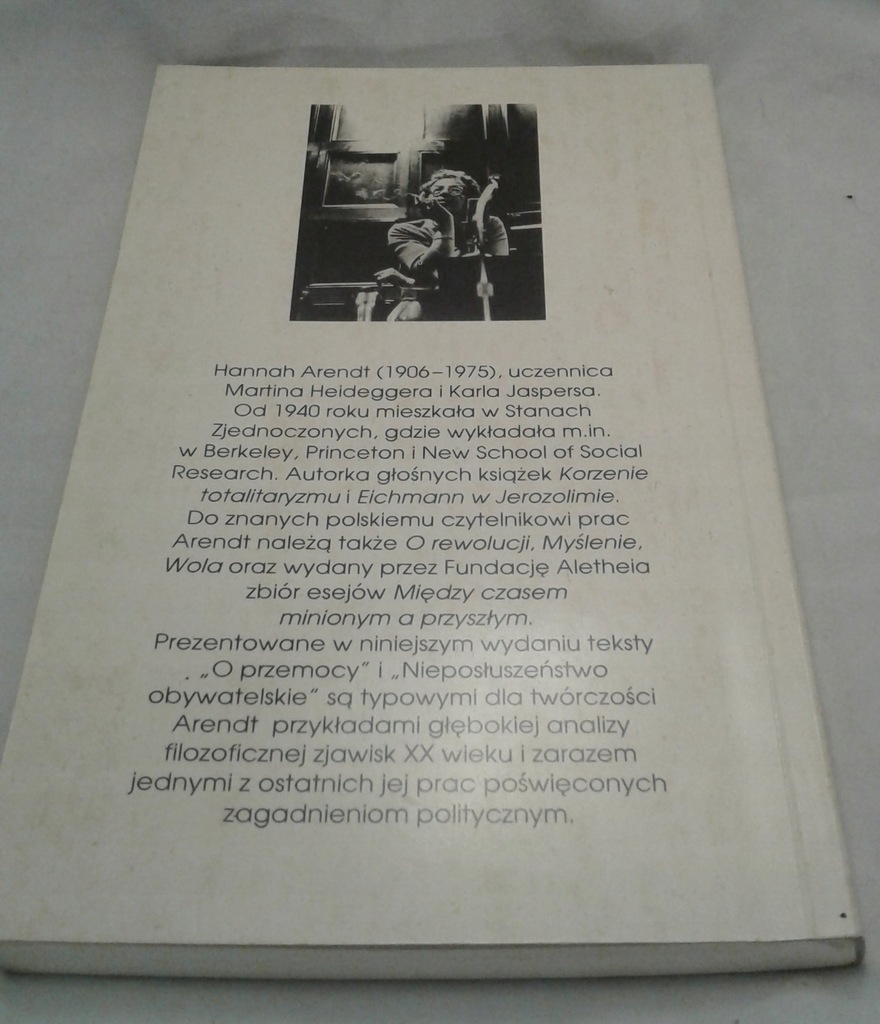 Hannah Arendt (1906–1975), uczennica
Martina Heideggera i Karla Jaspersa.
Od 1940 roku mieszkała w Stanach
Zjednoczonych, gdzie wykładała m.in.
w Berkeley, Princeton i New School of Social
Research. Autorka głośnych książek Korzenie
totalitaryzmu i Eichmann w Jerozolimie.
Do znanych polskiemu czytelnikowi prac
Arendt należą także O rewolucji, Myślenie,
Wola oraz wydany przez Fundację Aletheia
zbiór esejów Między czasem
minionym a przyszłym.
Prezentowane w niniejszym wydaniu teksty
„O przemocy” i „Nieposłuszeństwo
obywatelskie” są typowymi dla twórczości
Arendt przykładami głębokiej analizy
filozoficznej zjawisk XX wieku i zarazem
jednymi z ostatnich jej prac poświęconych
zagadnieniom politycznym.